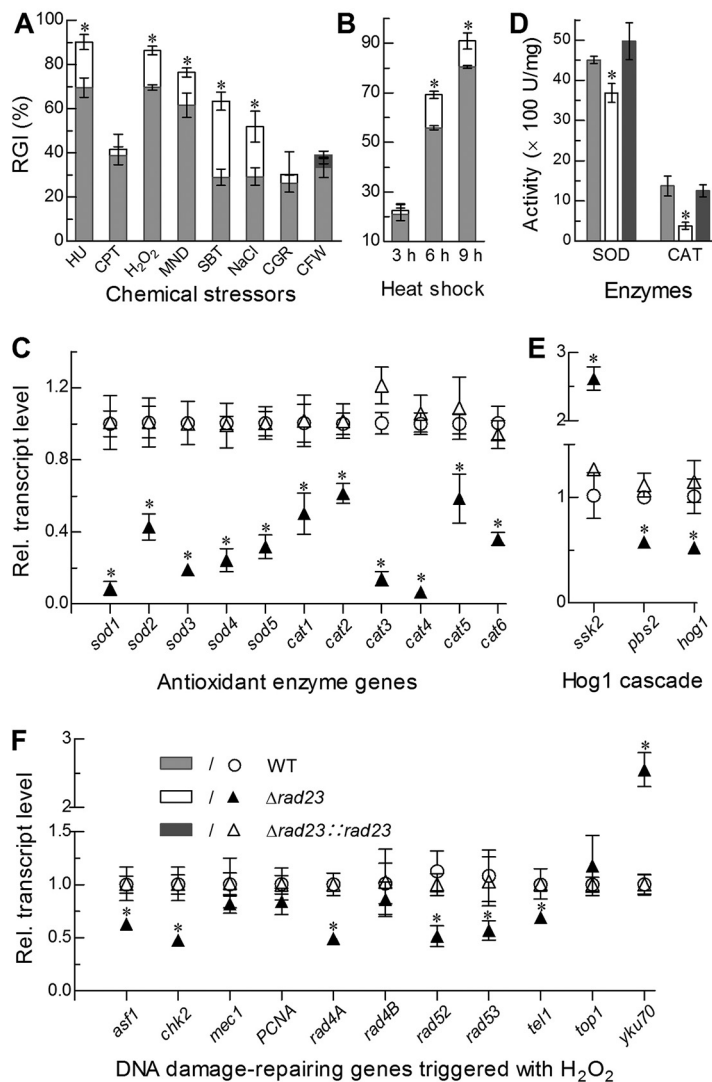 A
RGI (%)
100
80
60
40
20
0
* * * * * *
HU CPT H2O2 MND SBT NaCl CGR CFW
Chemical stressors
B
90
70
50
30
10
* *
3 h 6 h 9 h
Heat shock
D
Activity (× 100 U/mg)
50
40
30
20
10
0
* *
SOD CAT
Enzymes
C
Rel. transcript level
1.2
0.8
0.4
0.0
* * * * * * * * * * *
sod1 sod2 sod3 sod4 sod5 cat1 cat2 cat3 cat4 cat5 cat6
Antioxidant enzyme genes
E
3
2
1
0
* * *
ssk2 pbs2 hog1
Hog1 cascade
F
Rel. transcript level
3
2
1.5
1.0
0.5
0.0
/ WT
/ Δrad23
/ Δrad23::rad23
* * * * * * *
asf1 chk2 mec1 PCNA rad4A rad4B rad52 rad53 tel1 top1 yku70
DNA damage-repairing genes triggered with H2O2